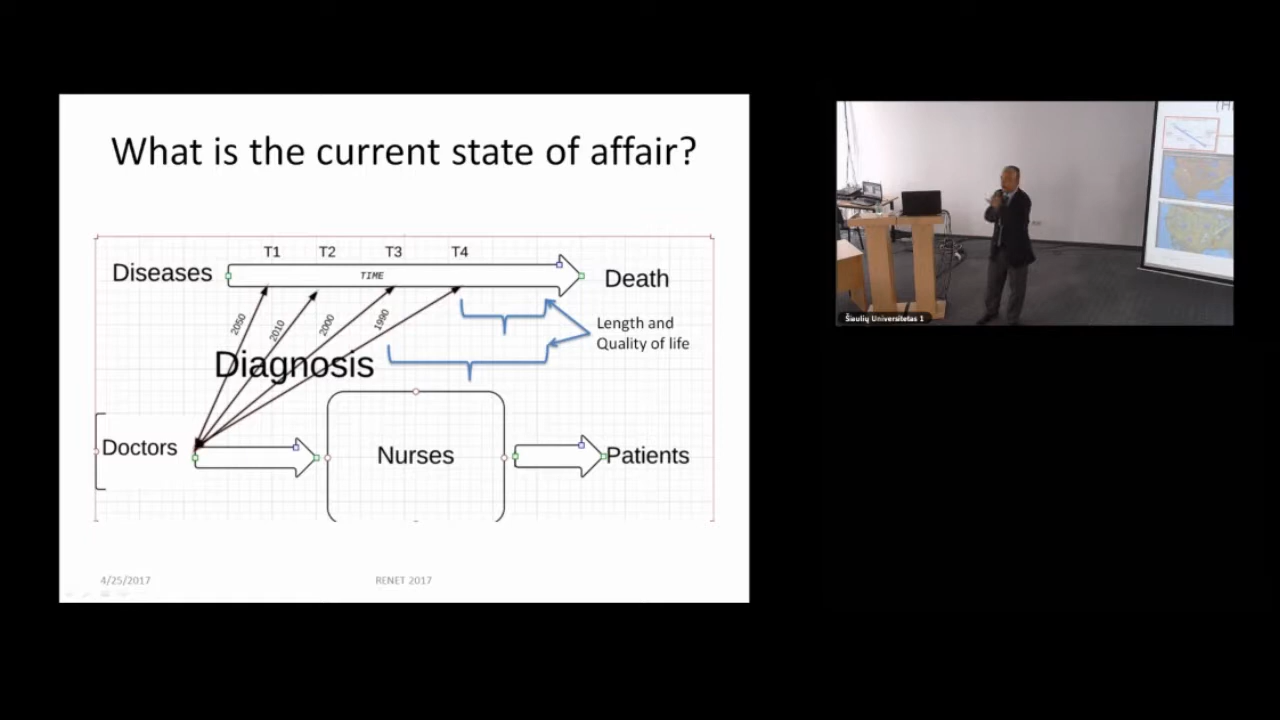 What is the current state of affair?
T1 T2 T3 T4
Diseases
TIME
Death
2050
2010
2000
1990
Length and
Quality of life
Diagnosis
Doctors
Nurses
Patients
4/25/2017
RENET 2017
Šiaulių Universitetas 1